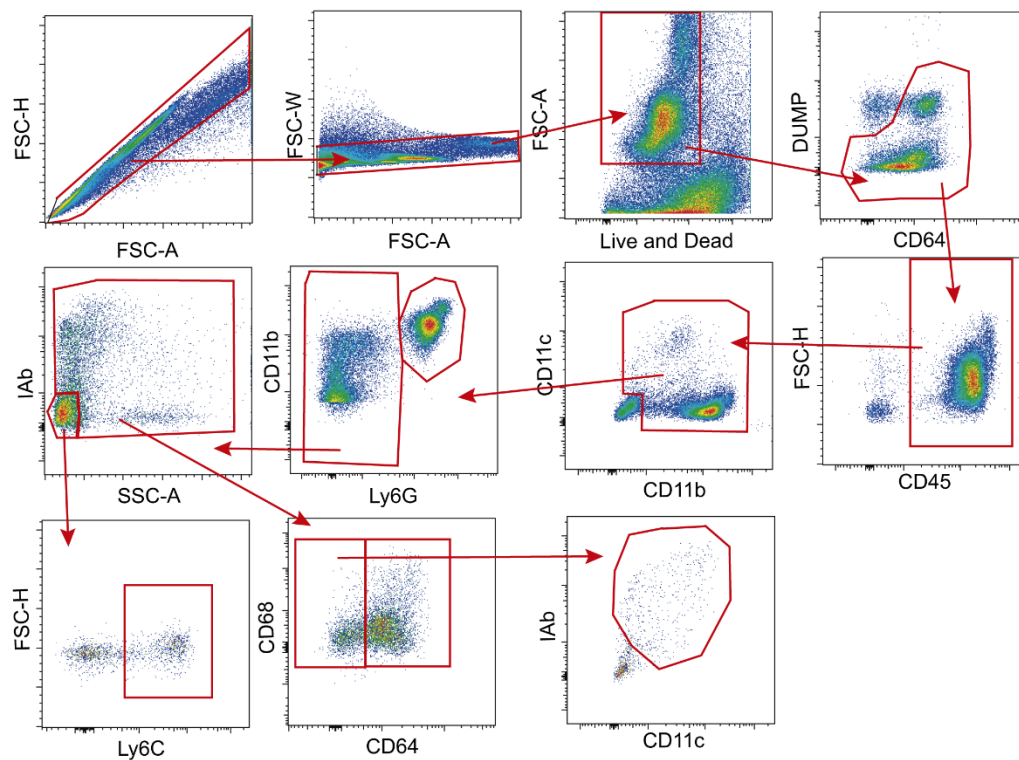 FSC-H
FSC-A
FSC-W
FSC-A
FSC-A
Live and Dead
DUMP
CD64
IAb
SSC-A
CD11b
Ly6G
CD11c
CD11b
FSC-H
CD45
FSC-H
Ly6C
CD68
CD64
IAb
CD11c